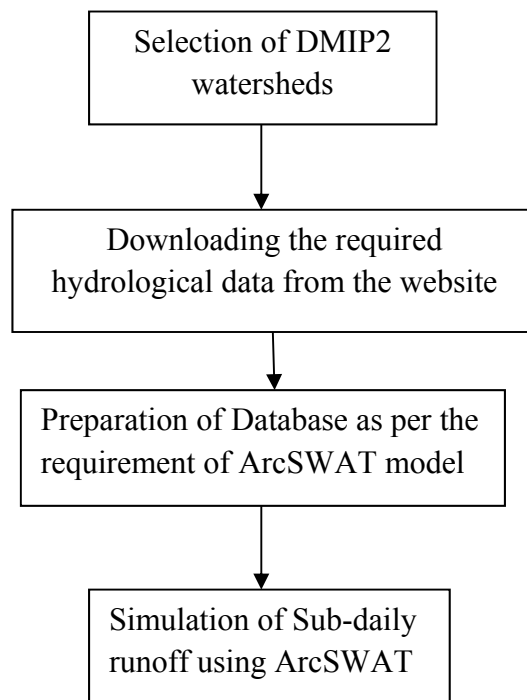 Selection of DMIP2
watersheds
Downloading the required
hydrological data from the website
Preparation of Database as per the
requirement of ArcSWAT model
Simulation of Sub-daily
runoff using ArcSWAT